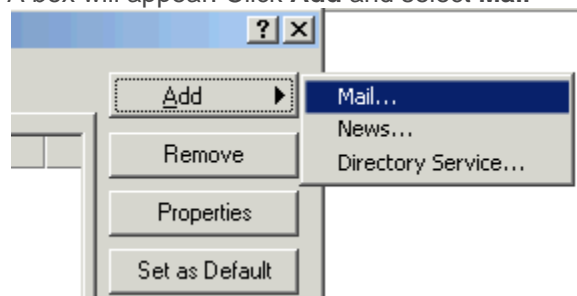 A box will appear. Click Add and select Mail
? ×
Add
Mail...
News...
Directory Service...
Remove
Properties
Set as Default